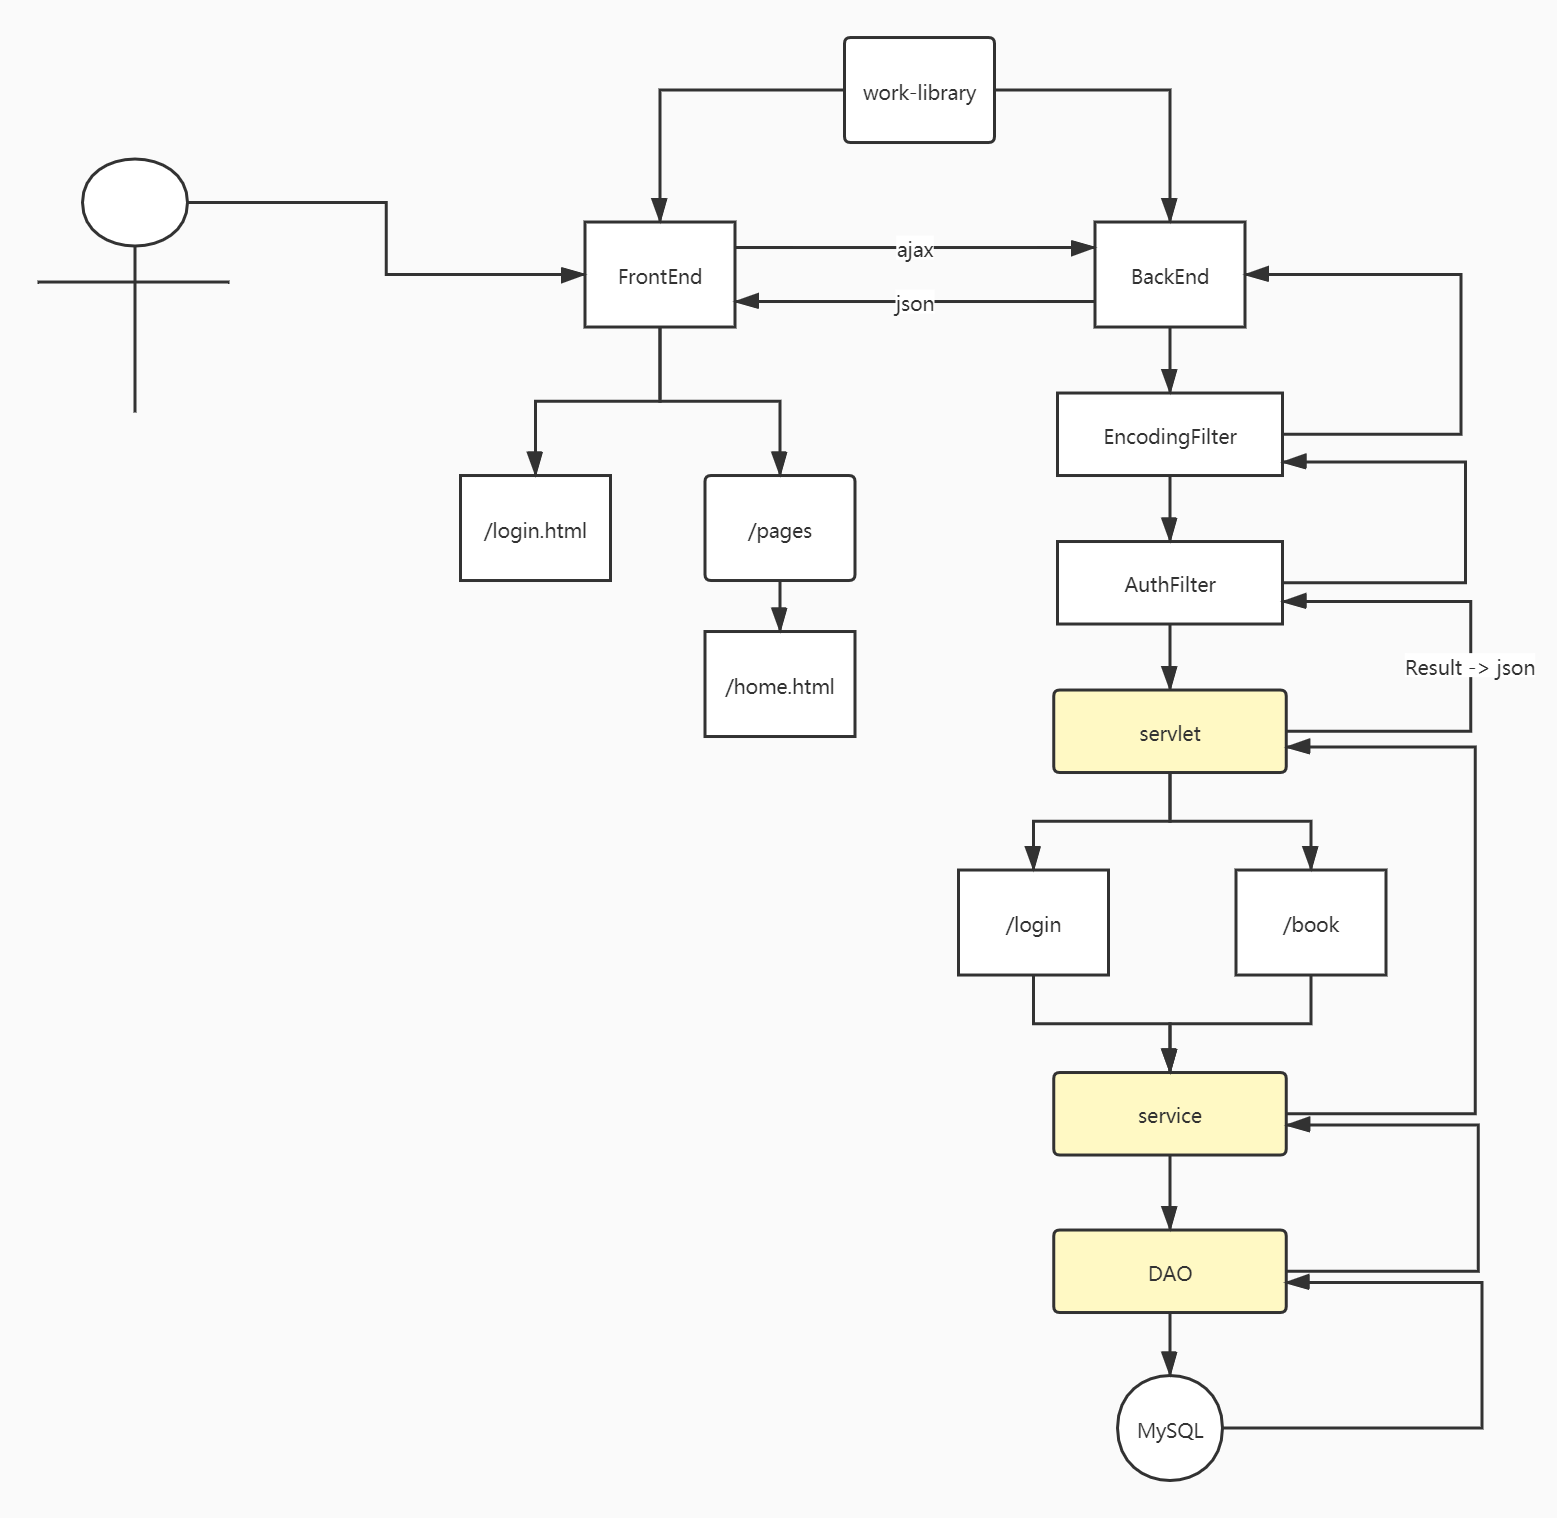 work-library
FrontEnd
ajax
json
BackEnd
EncodingFilter
/login.html
/pages
AuthFilter
/home.html
Result -> json
servlet
/login
/book
service
DAO
MySQL